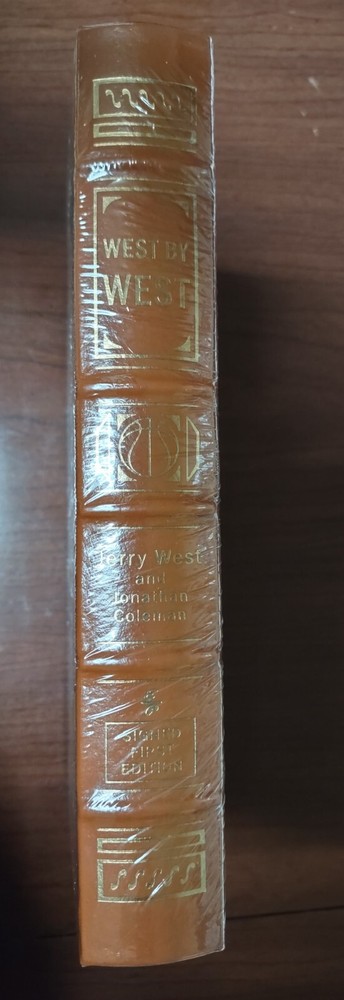 WEST BY
WEST
Jerry West
and
Jonathan
Coleman
SIGNED
FIRST
EDITION